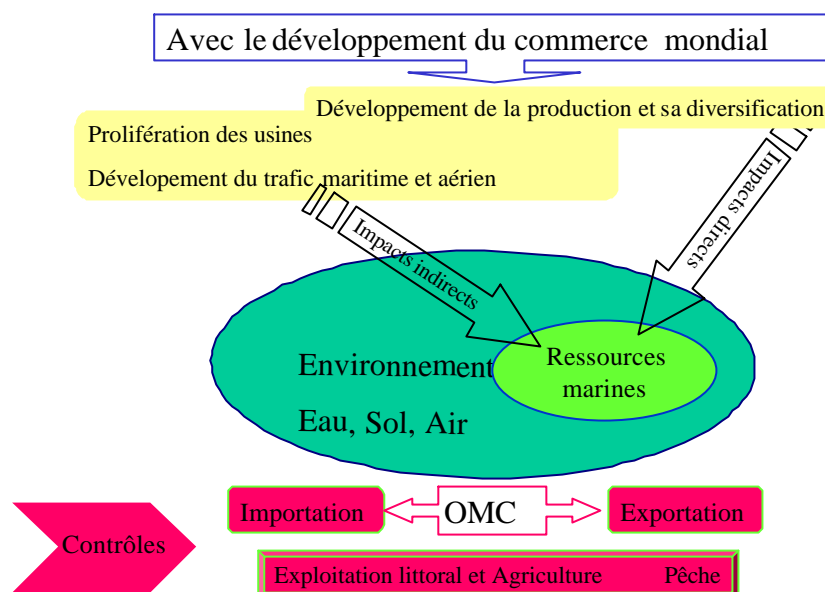 Avec le développement du commerce mondial
Développement de la production et sa diversification
Prolifération des usines
Dévelopement du trafic maritime et aérien
Impacts indirects
Impacts directs
Environnement
Eau, Sol, Air
Ressources
marines
Importation
OMC
Exportation
Contrôles
Exploitation littoral et Agriculture Pêche